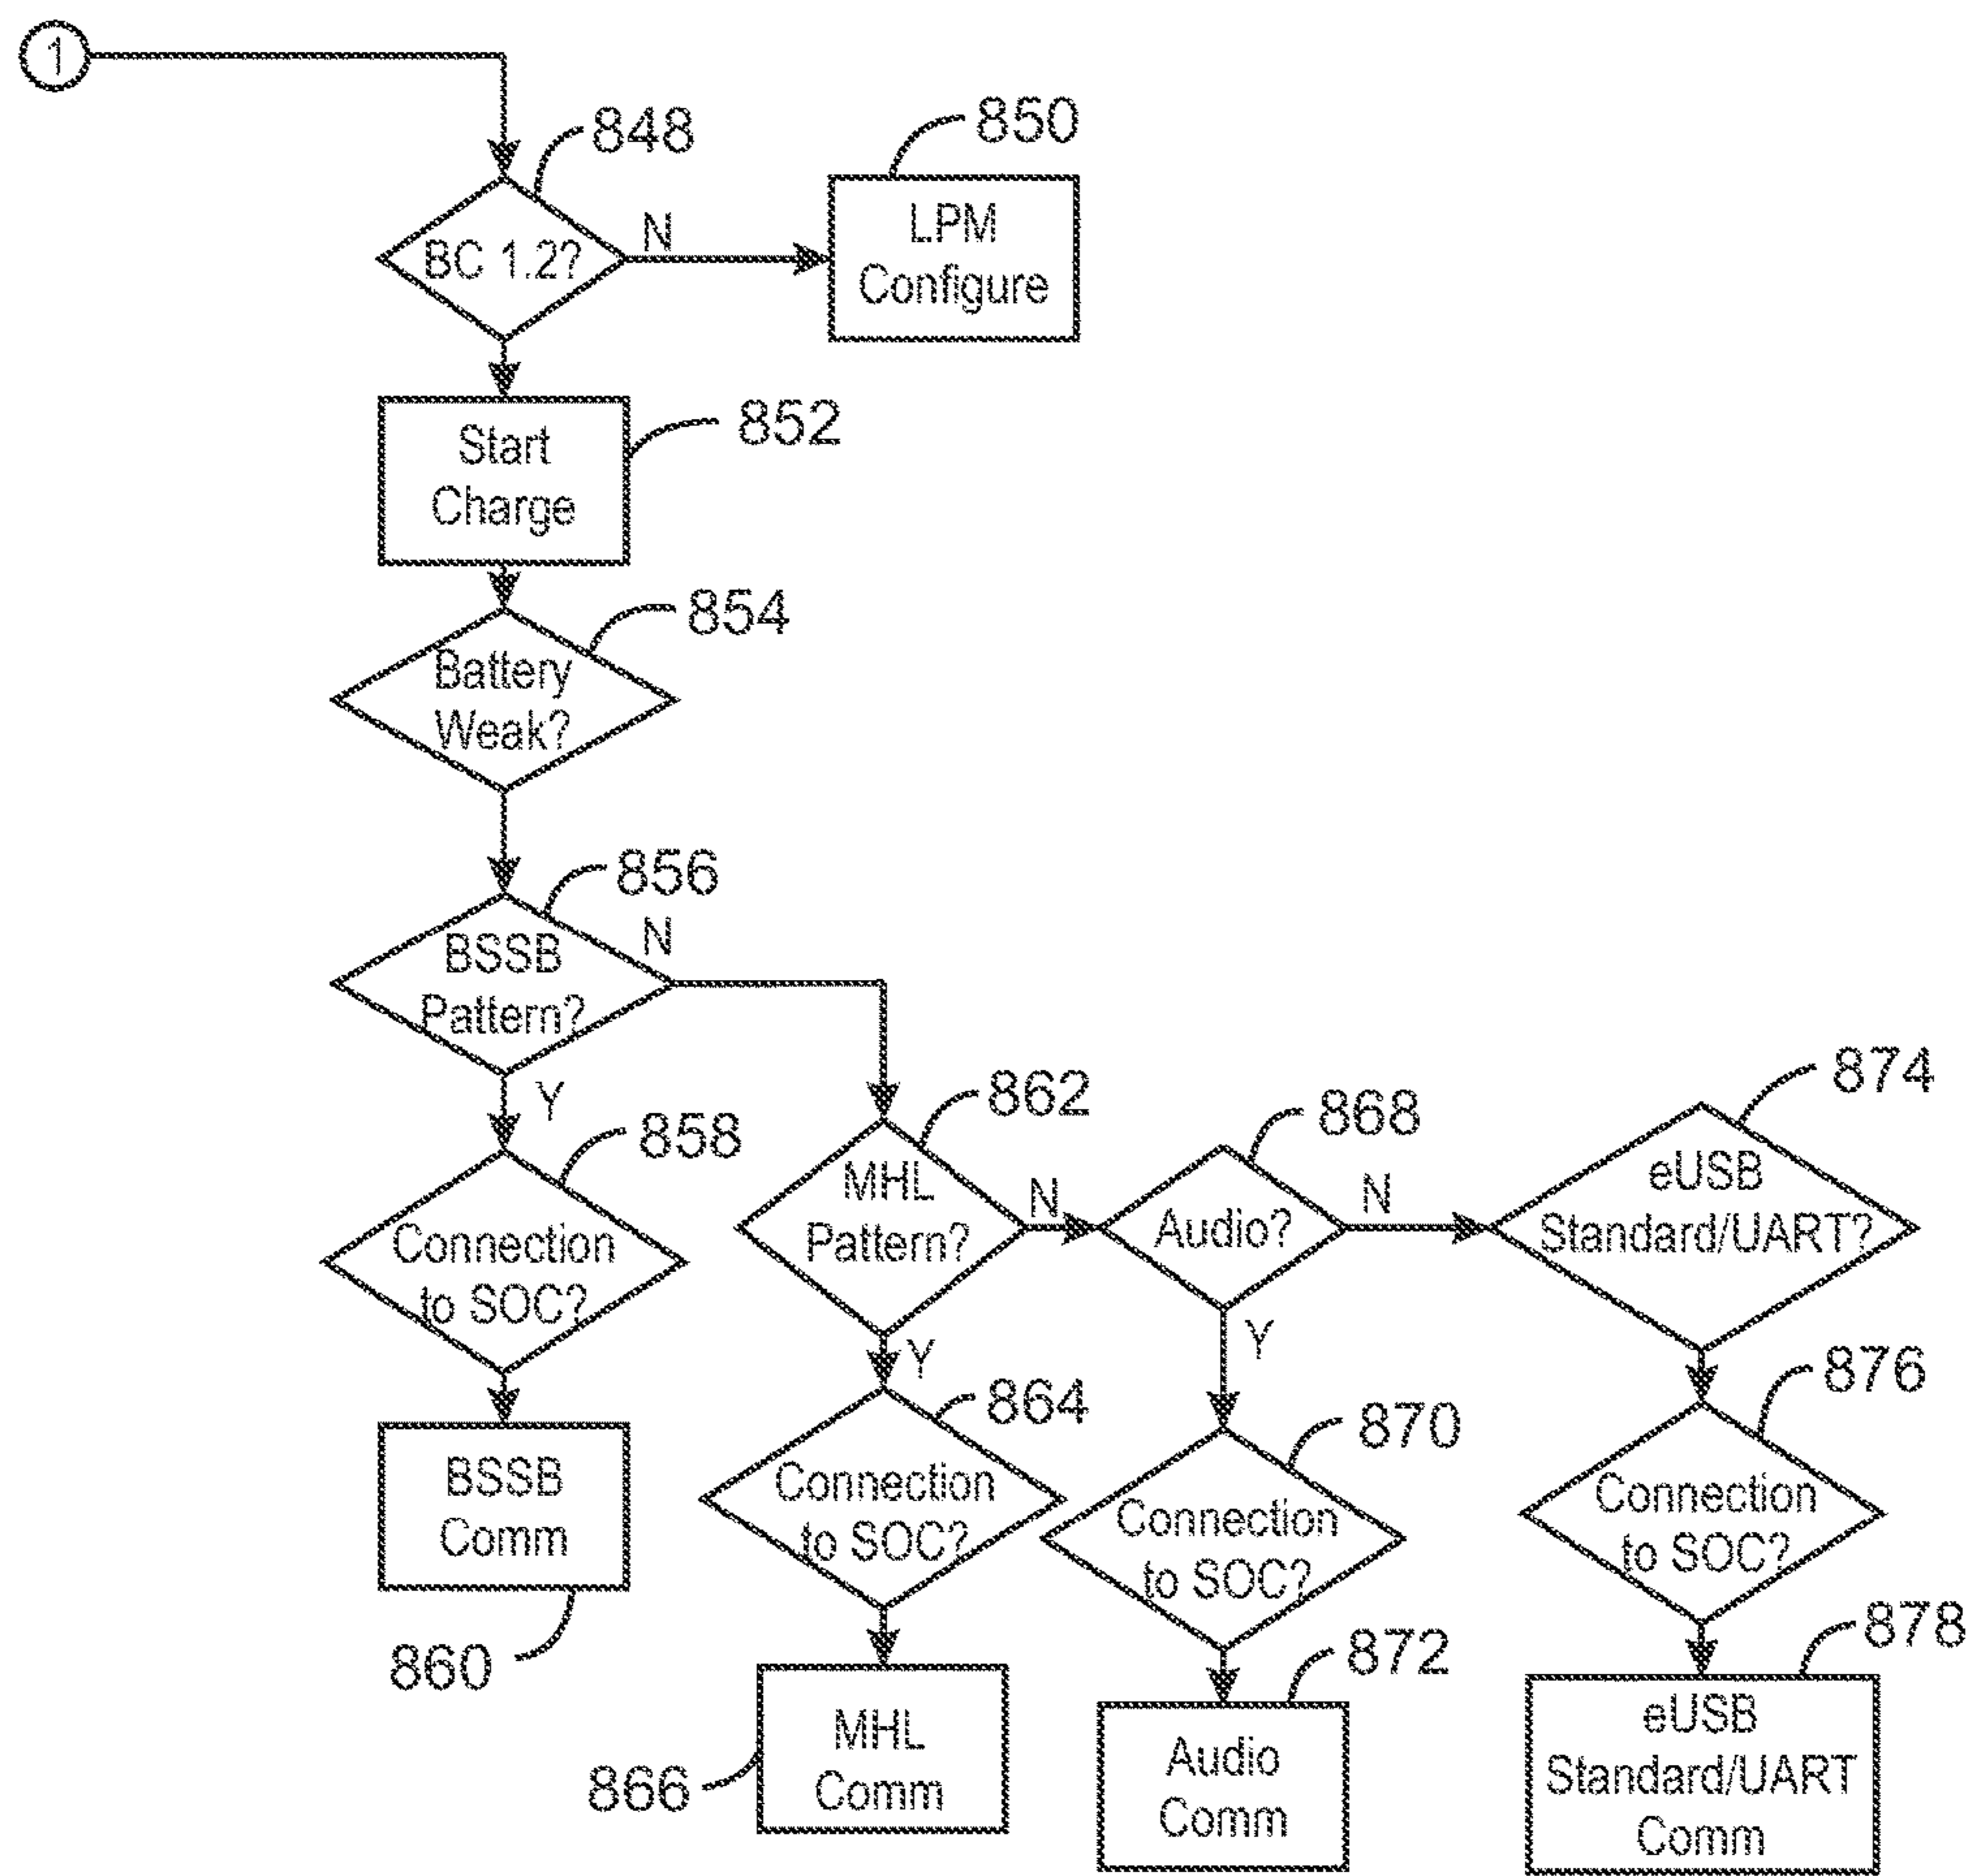 1
848
850
BC 1.2?
N
LPM
Configure
852
Start
Charge
854
Battery
Weak?
856
BSSB
Pattern?
N
Y
858
Connection
to SOC?
BSSB
Comm
860
862
MHL
Pattern?
N
Y
864
Connection
to SOC?
866
MHL
Comm
868
Audio?
N
Y
870
Connection
to SOC?
872
Audio
Comm
874
eUSB
Standard/UART?
876
Connection
to SOC?
878
eUSB
Standard/UART
Comm